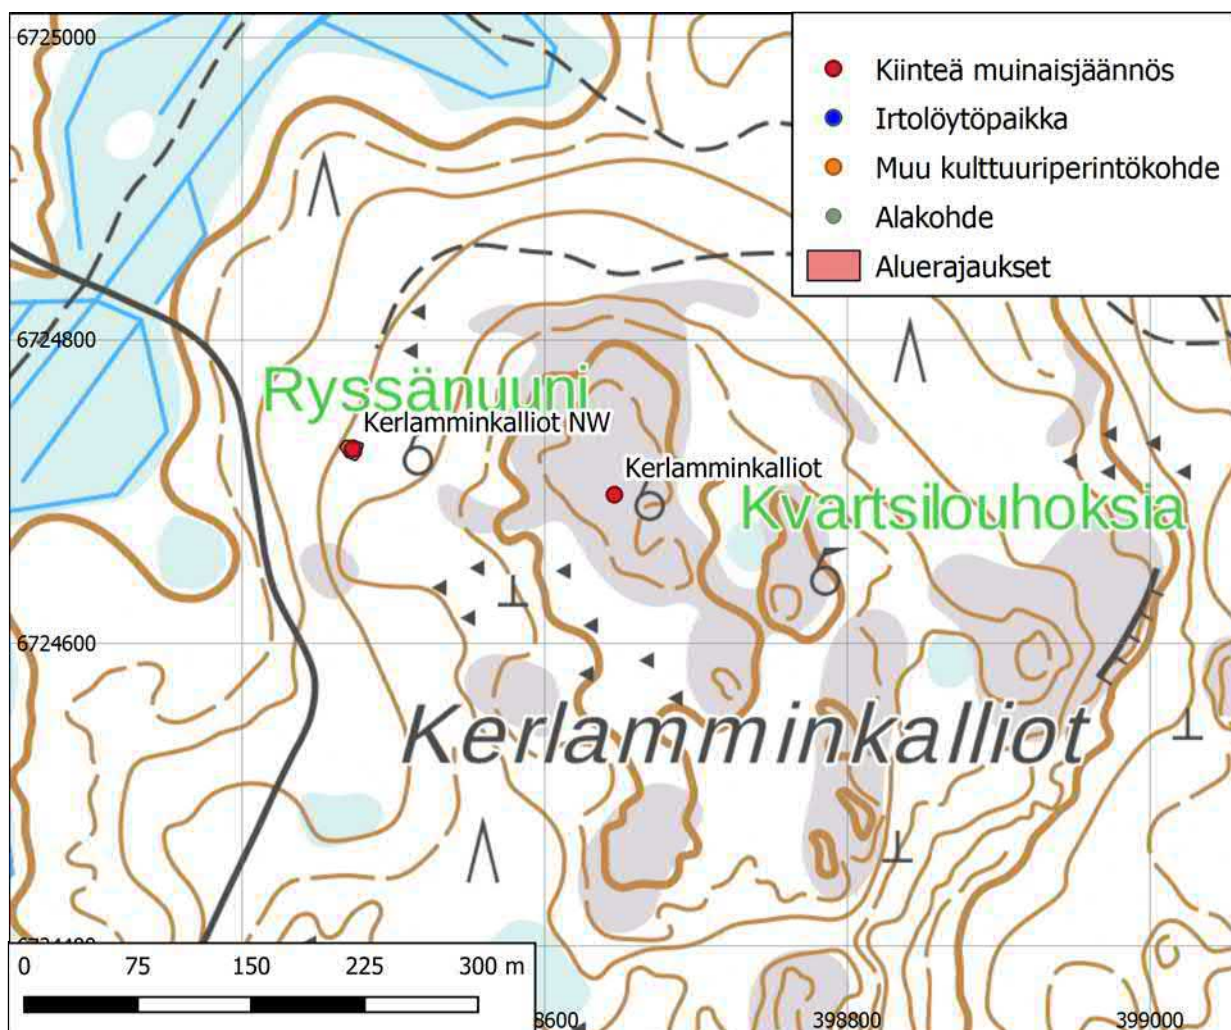 6725000
Kiinteä muinaisjäännös
Irtolöytöpaikka
Muu kulttuuriperintökohde
Alakohde
Aluerajaukset
6724800
Ryssänuuni
Kerlamminkalliot NW
Kerlamminkalliot
Kvartsilouhoksia
6724600
Kerlamminkalliot
0 75 150 225 300 m
8600 398800 399000